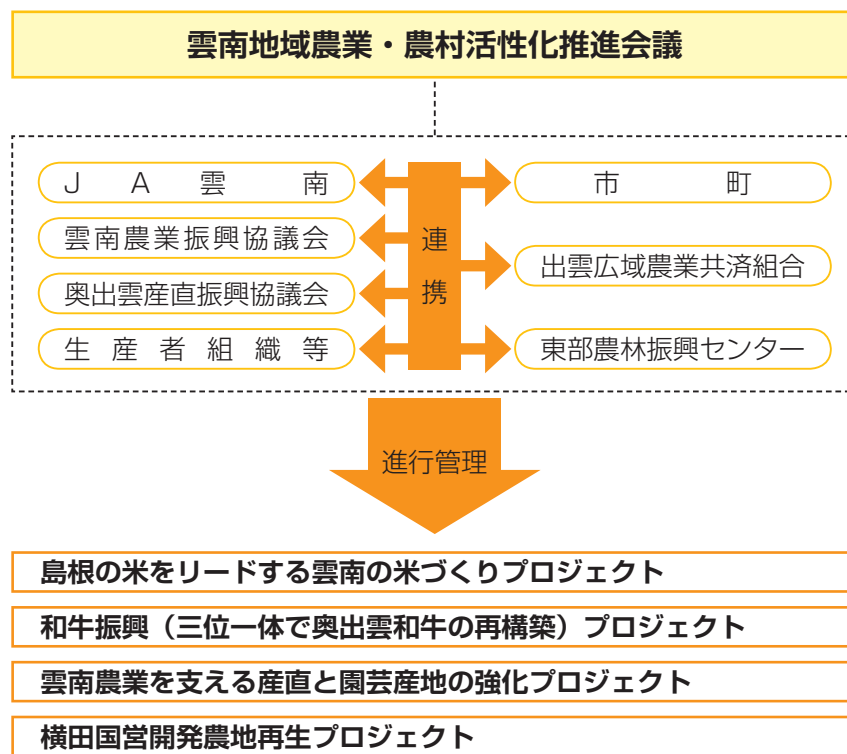 雲南地域農業・農村活性化推進会議
JA雲南
雲南農業振興協議会
奥出雲産直振興協議会
生産者組織等
連携
市町
出雲広域農業共済組合
東部農林振興センター
進行管理
島根の米をリードする雲南の米づくりプロジェクト
和牛振興（三位一体で奥出雲和牛の再構築）プロジェクト
雲南農業を支える産直と園芸産地の強化プロジェクト
横田国営開発農地再生プロジェクト